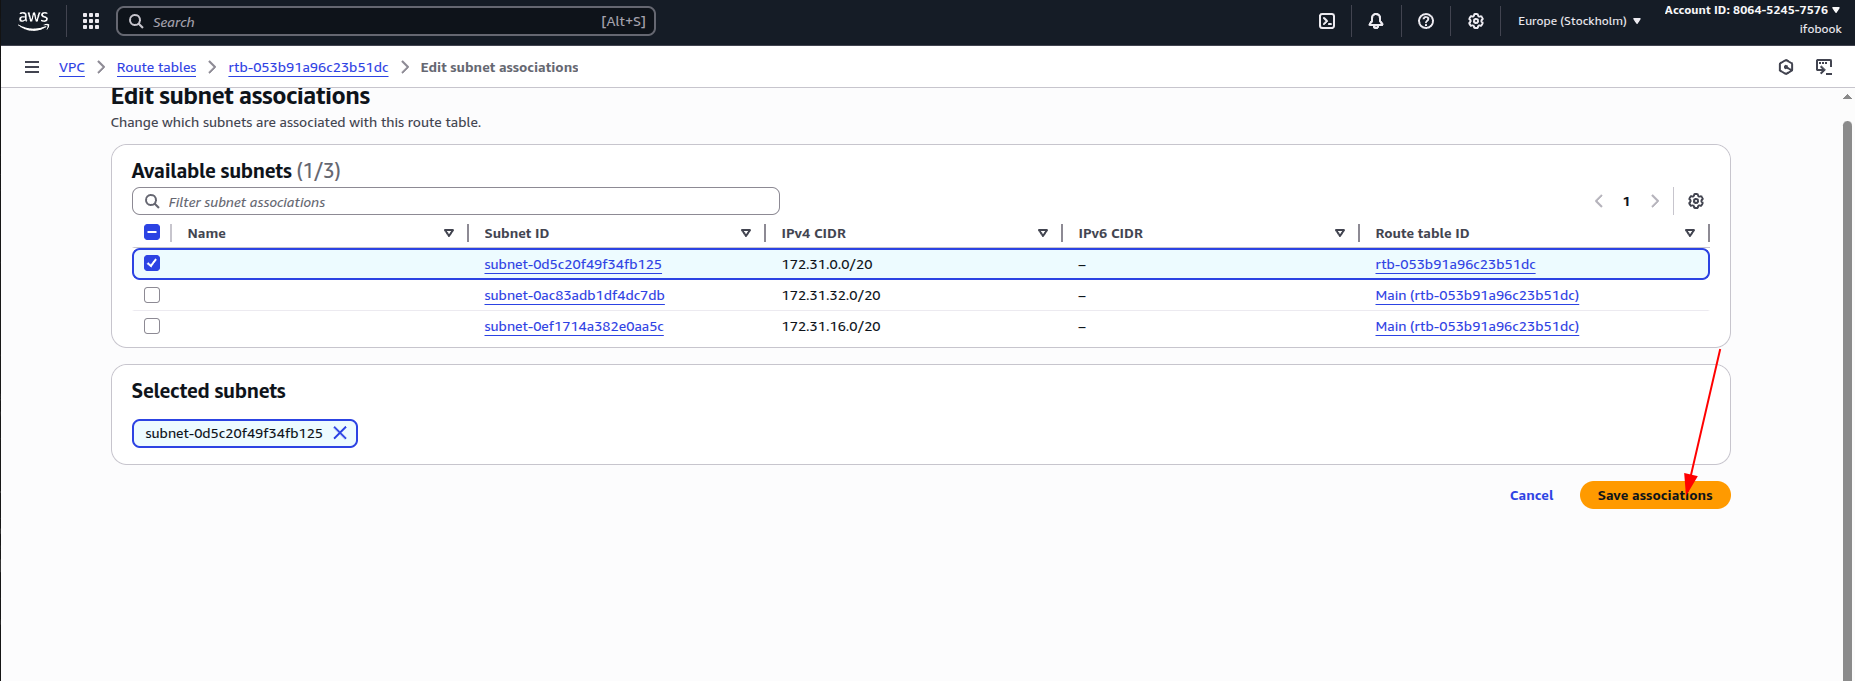 aws Search [Alt+S] Europe (Stockholm) Account ID: 8064-5245-7576
ifobook
VPC Route tables rtb-053b91a96c23b51dc Edit subnet associations
Edit subnet associations
Change which subnets are associated with this route table.
Available subnets (1/3)
Filter subnet associations 1
Name Subnet ID IPv4 CIDR IPv6 CIDR Route table ID
subnet-0d5c20f49f34fb125 172.31.0.0/20 – rtb-053b91a96c23b51dc
subnet-0ac83adb1df4dc7db 172.31.32.0/20 – Main (rtb-053b91a96c23b51dc)
subnet-0ef1714a382e0aa5c 172.31.16.0/20 – Main (rtb-053b91a96c23b51dc)
Selected subnets
subnet-0d5c20f49f34fb125
Cancel Save associations